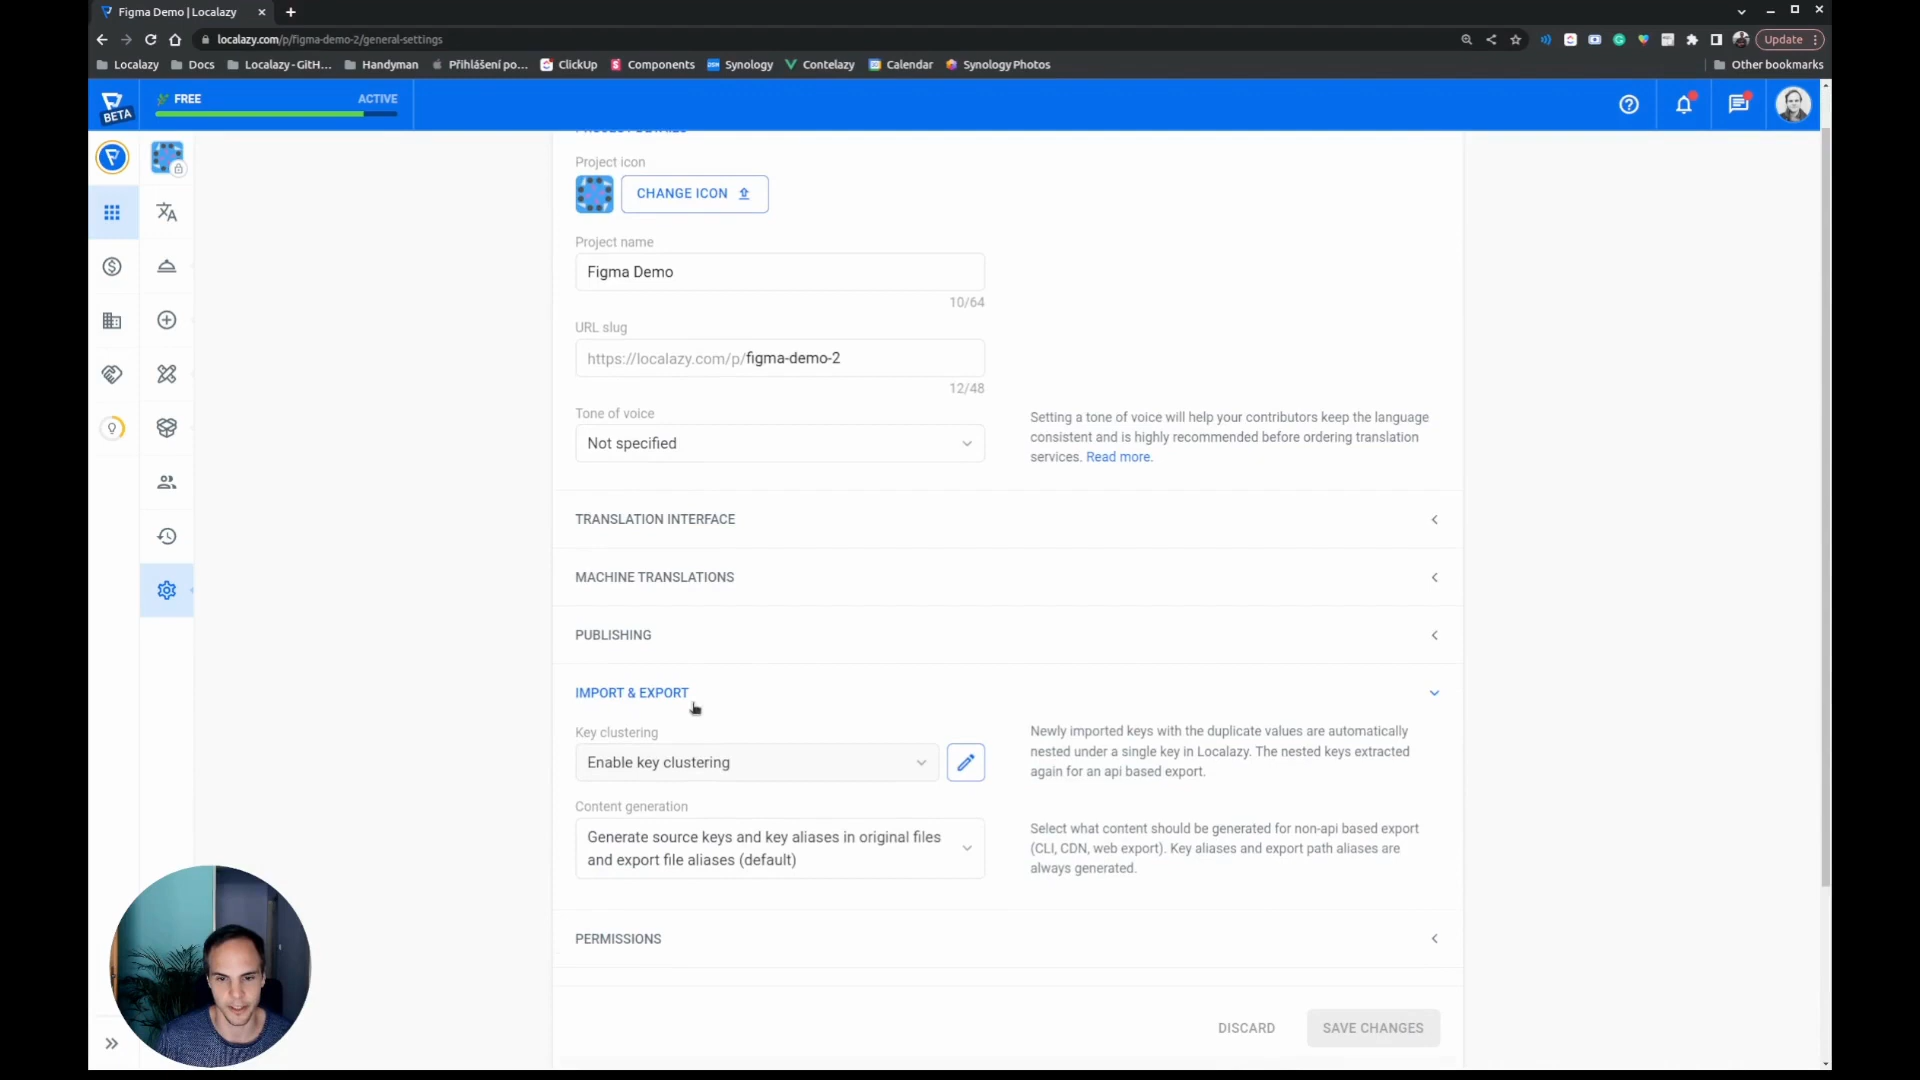 Figma Demo | Localazy
localazy.com/p/figma-demo-2/general-settings
Update
Localazy
Docs
Localazy - GitH...
Handyman
Přihlášení po...
ClickUp
Components
Synology
Contelazy
Calendar
Synology Photos
Other bookmarks
BETA
FREE
ACTIVE
PROJECT DETAILS
Project icon
CHANGE ICON
Project name
Figma Demo
10/64
URL slug
https://localazy.com/p/figma-demo-2
12/48
Tone of voice
Not specified
Setting a tone of voice will help your contributors keep the language
consistent and is highly recommended before ordering translation
services. Read more.
TRANSLATION INTERFACE
MACHINE TRANSLATIONS
PUBLISHING
IMPORT & EXPORT
Key clustering
Enable key clustering
Newly imported keys with the duplicate values are automatically
nested under a single key in Localazy. The nested keys extracted
again for an api based export.
Content generation
Generate source keys and key aliases in original files
and export file aliases (default)
Select what content should be generated for non-api based export
(CLI, CDN, web export). Key aliases and export path aliases are
always generated.
PERMISSIONS
DISCARD
SAVE CHANGES